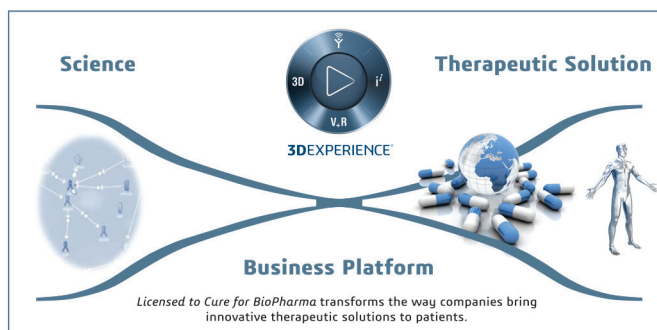 Science
Therapeutic Solution
3D
i²
V+R
3DEXPERIENCE®
Business Platform
Licensed to Cure for BioPharma transforms the way companies bring
innovative therapeutic solutions to patients.